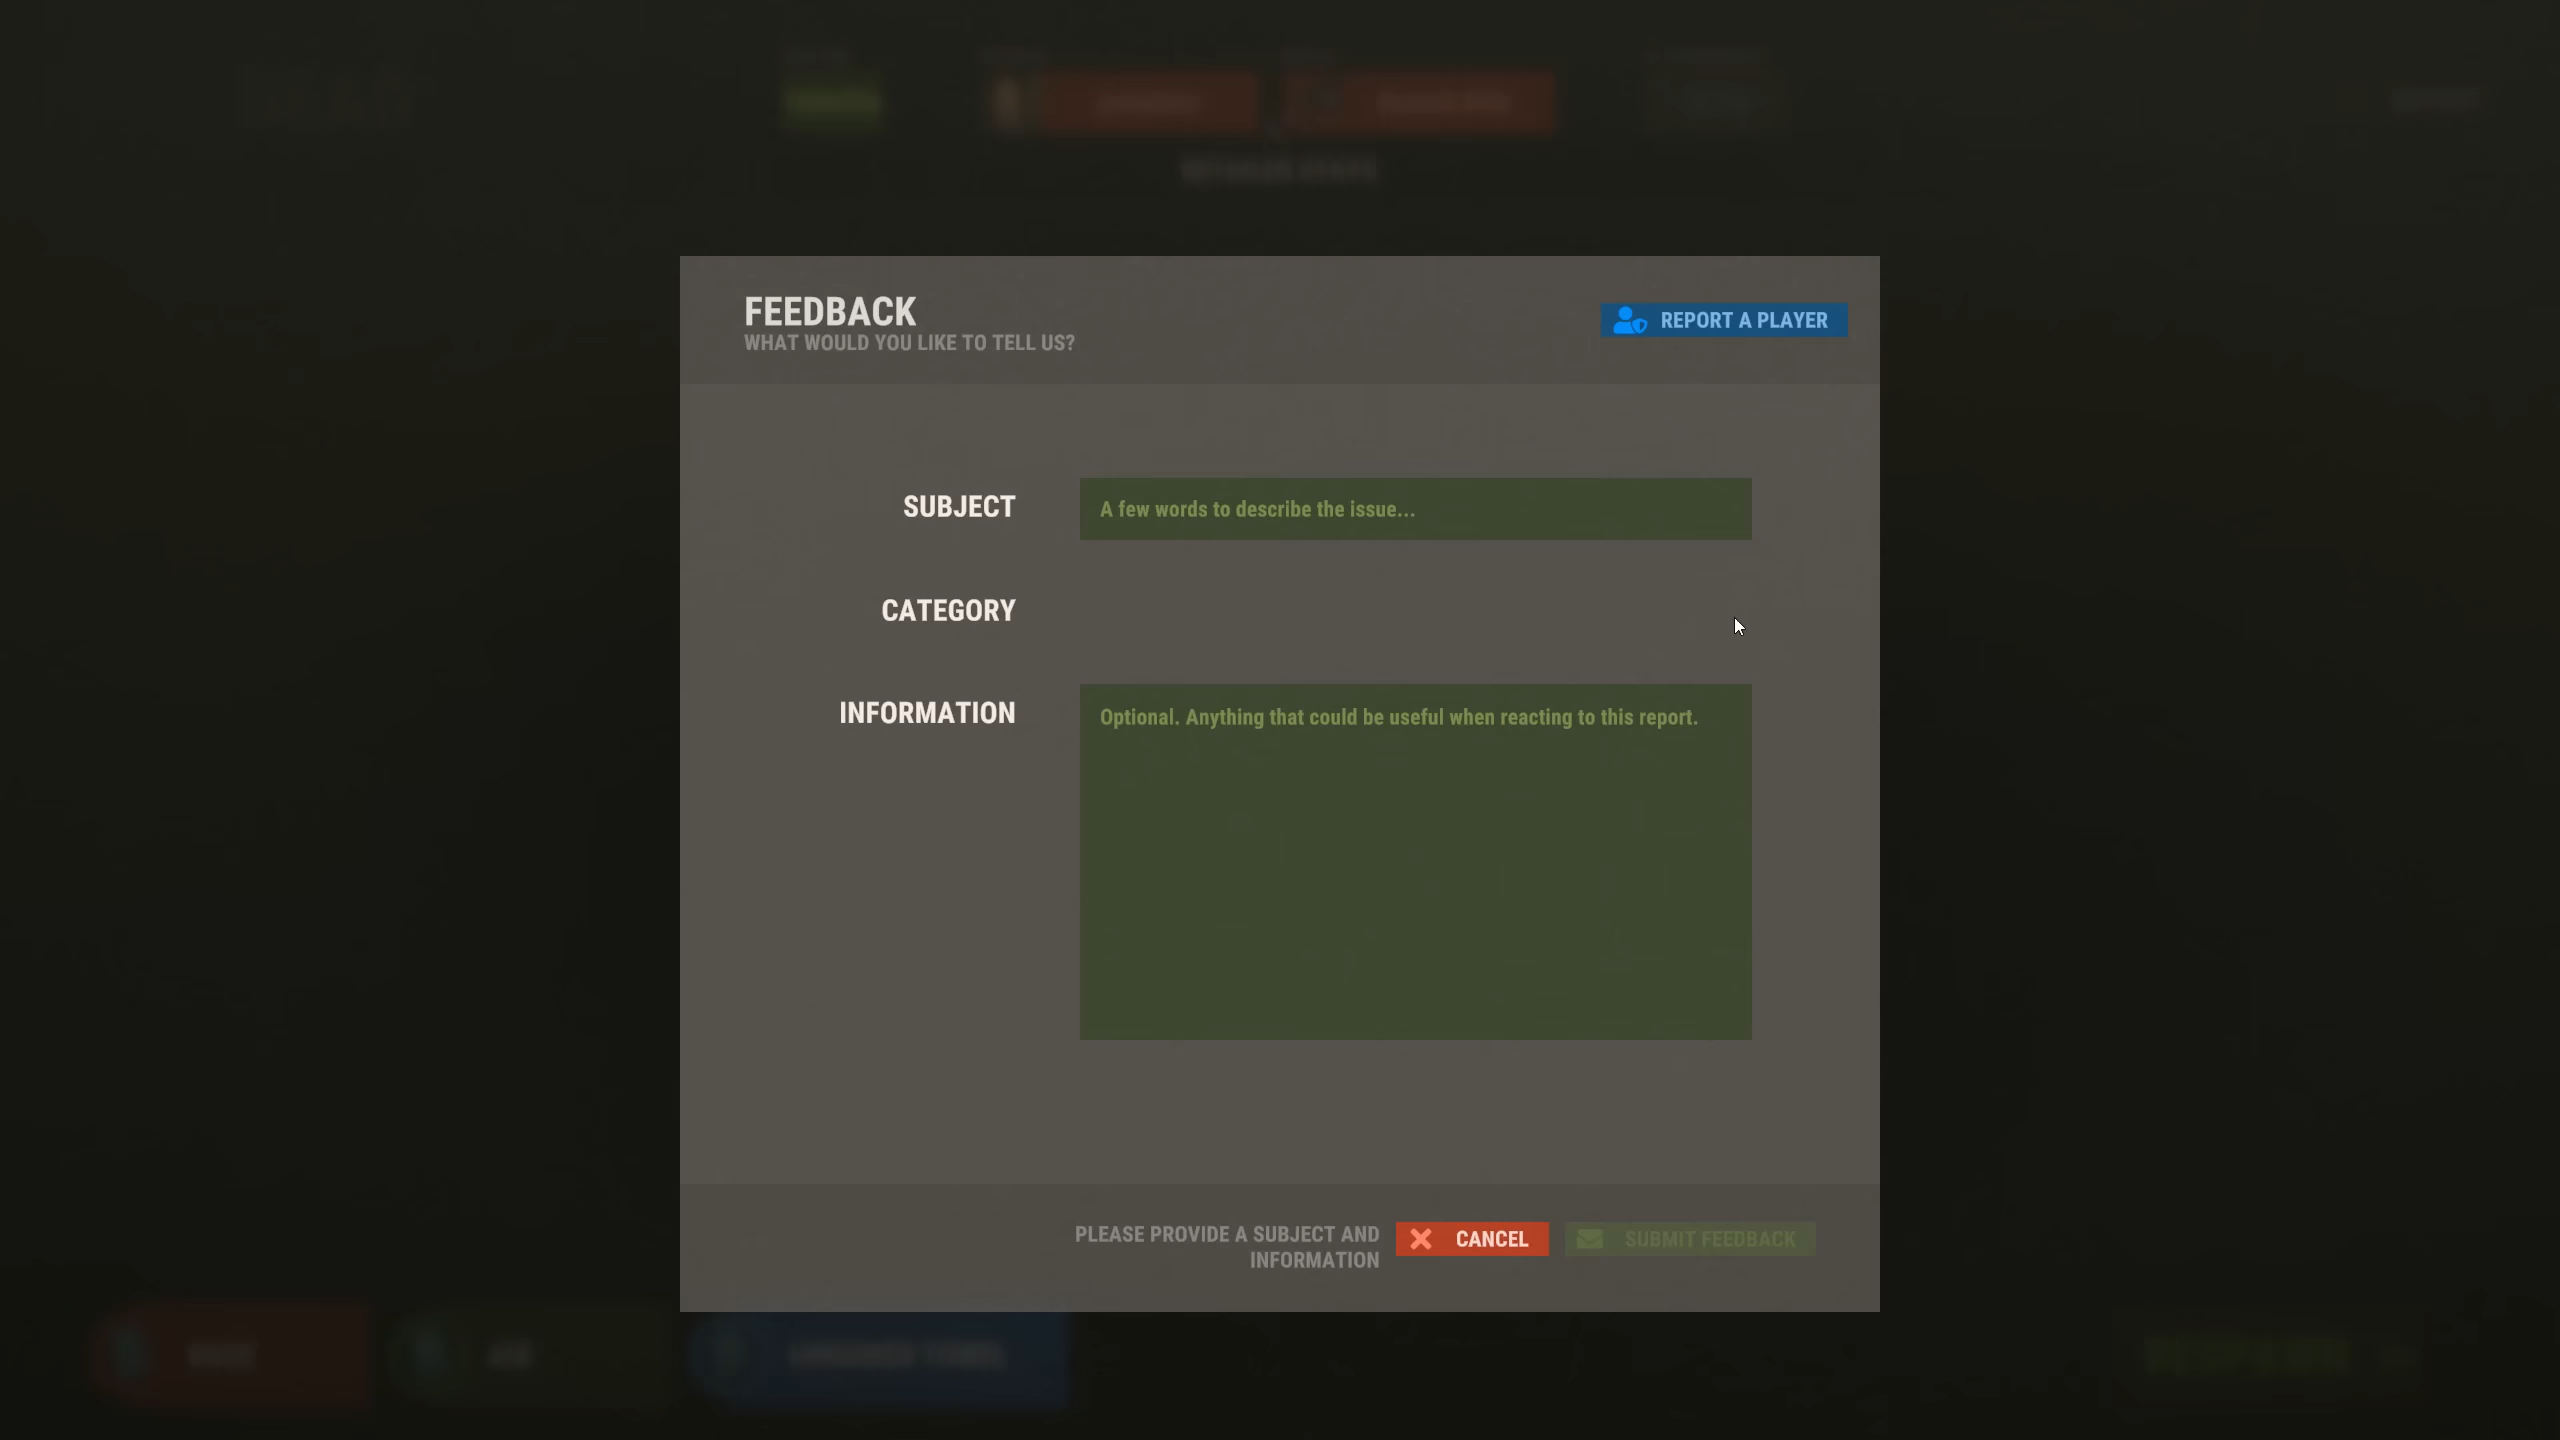 FEEDBACK
WHAT WOULD YOU LIKE TO TELL US?
REPORT A PLAYER
SUBJECT
A few words to describe the issue...
CATEGORY
INFORMATION
Optional. Anything that could be useful when reacting to this report.
PLEASE PROVIDE A SUBJECT AND
INFORMATION
CANCEL
SUBMIT FEEDBACK